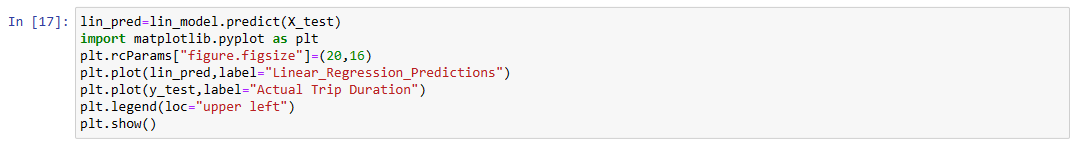 In [17]: lin_pred=lin_model.predict(X_test)
import matplotlib.pyplot as plt
plt.rcParams["figure.figsize"]=(20,16)
plt.plot(lin_pred,label="Linear_Regression_Predictions")
plt.plot(y_test,label="Actual Trip Duration")
plt.legend(loc="upper left")
plt.show()